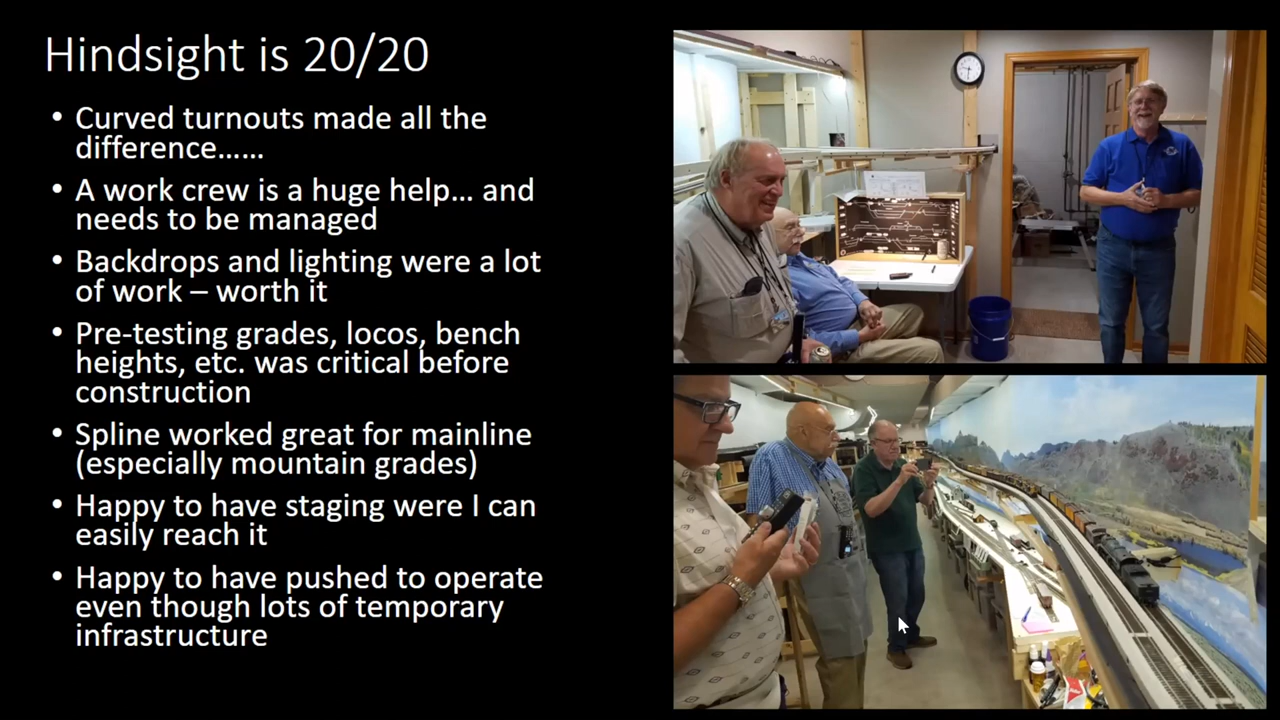 Hindsight is 20/20
• Curved turnouts made all the
difference……
• A work crew is a huge help… and
needs to be managed
• Backdrops and lighting were a lot
of work – worth it
• Pre-testing grades, locos, bench
heights, etc. was critical before
construction
• Spline worked great for mainline
(especially mountain grades)
• Happy to have staging were I can
easily reach it
• Happy to have pushed to operate
even though lots of temporary
infrastructure